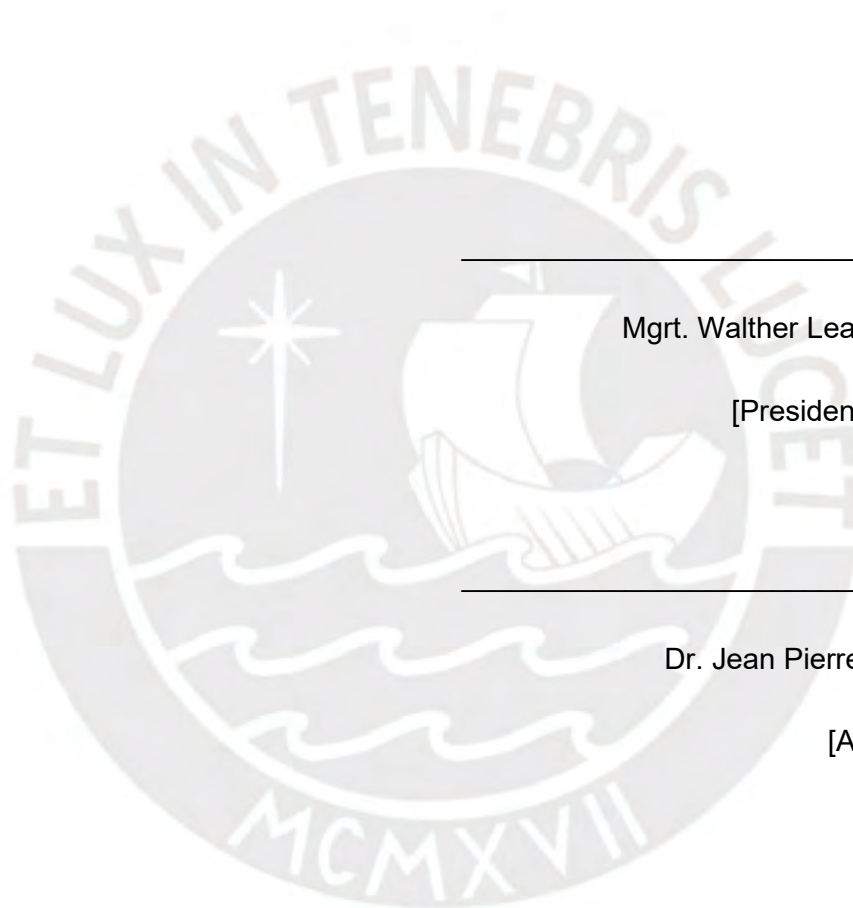 ET LUX IN TENEBRIS LUCET
Mgrt. Walther Lea
[Presiden
Dr. Jean Pierre
[A
MCMXVII